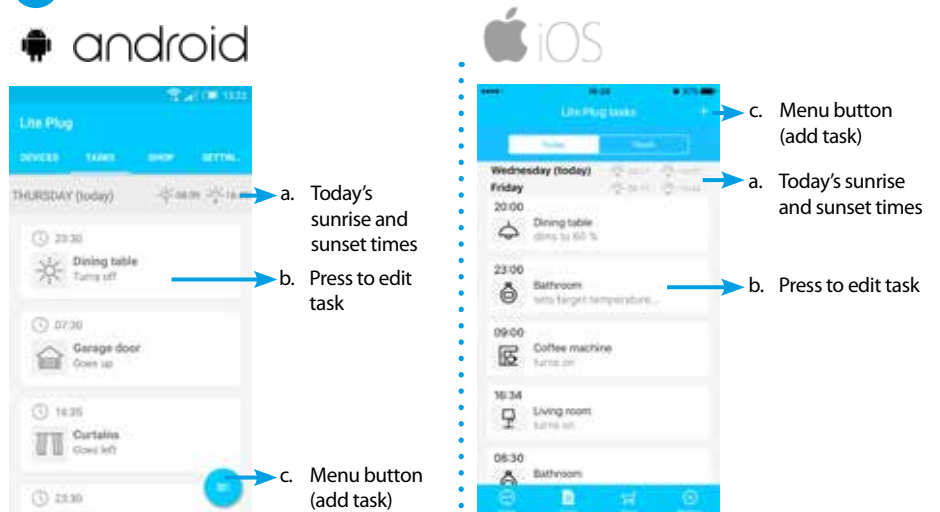 android
iOS
13:33
Lite Plug
DEVICES TASKS SHOP SETTIN..
THURSDAY (today)
23:30
Dining table
Turns off
07:30
Garage door
Goes up
Curtains
Goes left
23:30
a. Today's
sunrise and
sunset times
b. Press to edit
task
c. Menu button
(add task)
Lite Plug tasks
Today
Wednesday (today)
Friday
20:00
Dining table
dims to 60 %
23:00
Bathroom
sets target temperature...
09:00
Coffee machine
turns on
16:34
Living room
turns on
08:30
Bathroom
c. Menu button
(add task)
a. Today's sunrise
and sunset times
b. Press to edit task